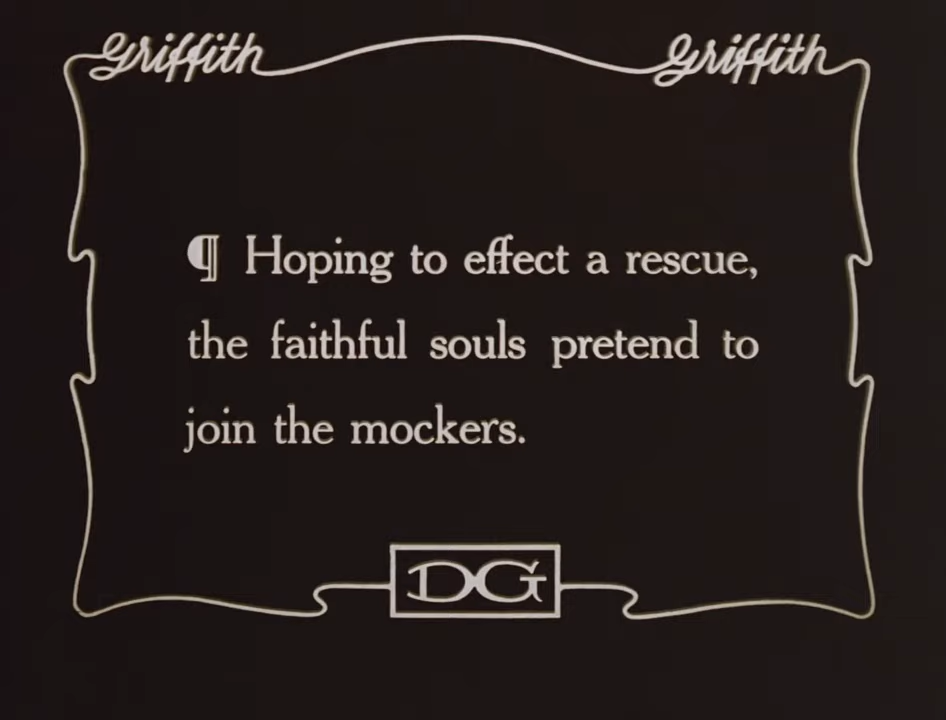 Griffith Griffith
¶ Hoping to effect a rescue,
the faithful souls pretend to
join the mockers.
DG